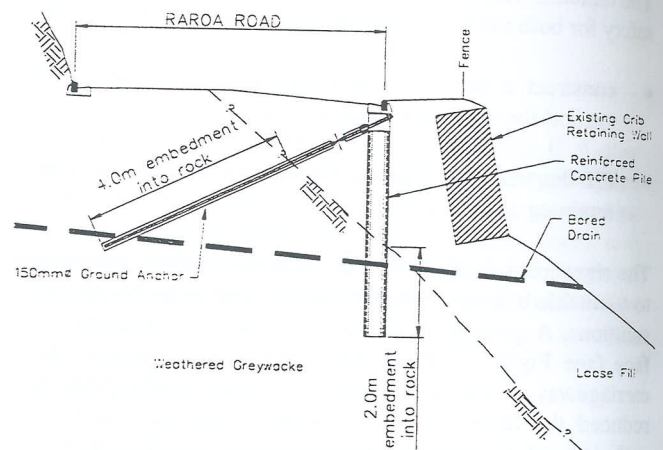 RAROA ROAD
Fence
Existing Crib
Retaining Wall
Reinforced
Concrete Pile
Bored
Drain
4.0m embedment
into rock
150mmø Ground Anchor
Weathered Greywacke
2.0m
embedment
into rock
Loose Fill
?
?
?
?